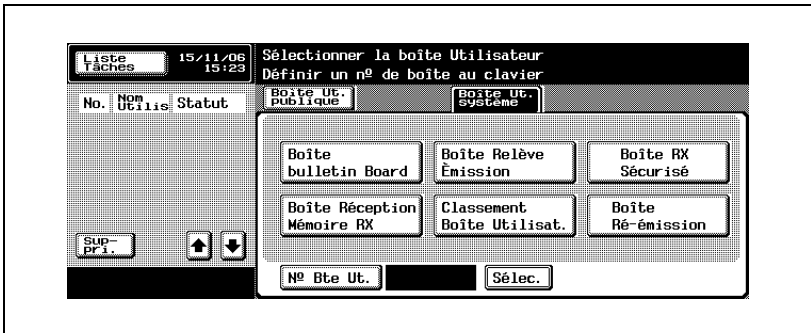 Liste
Tâches
15/11/06
15:23
Sélectionner la boîte Utilisateur
Définir un nº de boîte au clavier
No.
Nom
Utilis
Statut
Boîte Ut.
publique
Boîte Ut.
système
Boîte
bulletin Board
Boîte Relève
Èmission
Boîte RX
Sécurisé
Boîte Réception
Mémoire RX
Classement
Boîte Utilisat.
Boîte
Ré-émission
Sup-
pri.
Nº Bte Ut.
Sélec.